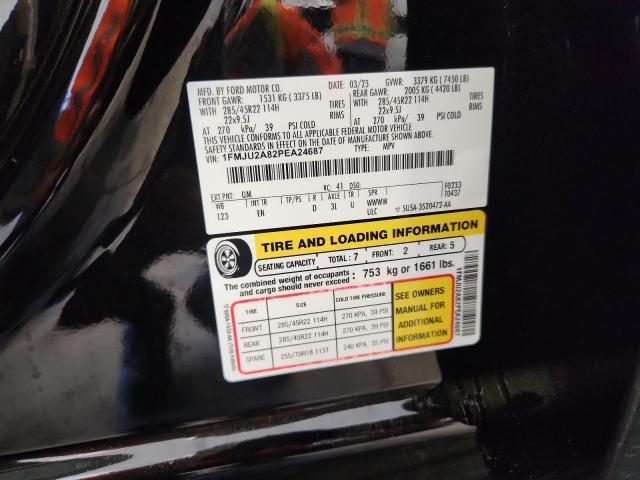 MFD. BY FORD MOTOR CO.
DATE: 03/23 GVWR: 3379 KG (7450 LB)
FRONT GAWR: 1531 KG (3375 LB) REAR GAWR: 2005 KG (4420 LB)
WITH 285/45R22 114H TIRES WITH 285/45R22 114H TIRES
22x9.5J RIMS 22x9.5J RIMS
AT 270 kPa/ 39 PSI COLD AT 270 kPa/ 39 PSI COLD
THIS VEHICLE CONFORMS TO ALL APPLICABLE FEDERAL MOTOR VEHICLE
SAFETY STANDARDS IN EFFECT ON THE DATE OF MANUFACTURE SHOWN ABOVE.
VIN: 1FMJU2A82PEA24687 TYPE: MPV
EXT PNT: UM RC: 41 DSO: F0233
WB INT TR TP/PS R AXLE TR SPR T0437
123 EN D 3L U WWWW
ULC 5U5A-3520472-AA
TIRE AND LOADING INFORMATION
SEATING CAPACITY TOTAL: 7 FRONT: 2 REAR: 5
The combined weight of occupants and cargo should never exceed : 753 kg or 1661 lbs.
TIRE SIZE COLD TIRE PRESSURE
FRONT 285/45R22 114H 270 KPA, 39 PSI
REAR 285/45R22 114H 270 KPA, 39 PSI
SPARE 255/70R18 113T 240 KPA, 35 PSI
SEE OWNERS
MANUAL FOR
ADDITIONAL
INFORMATION
1FMJU2A82PEA24687